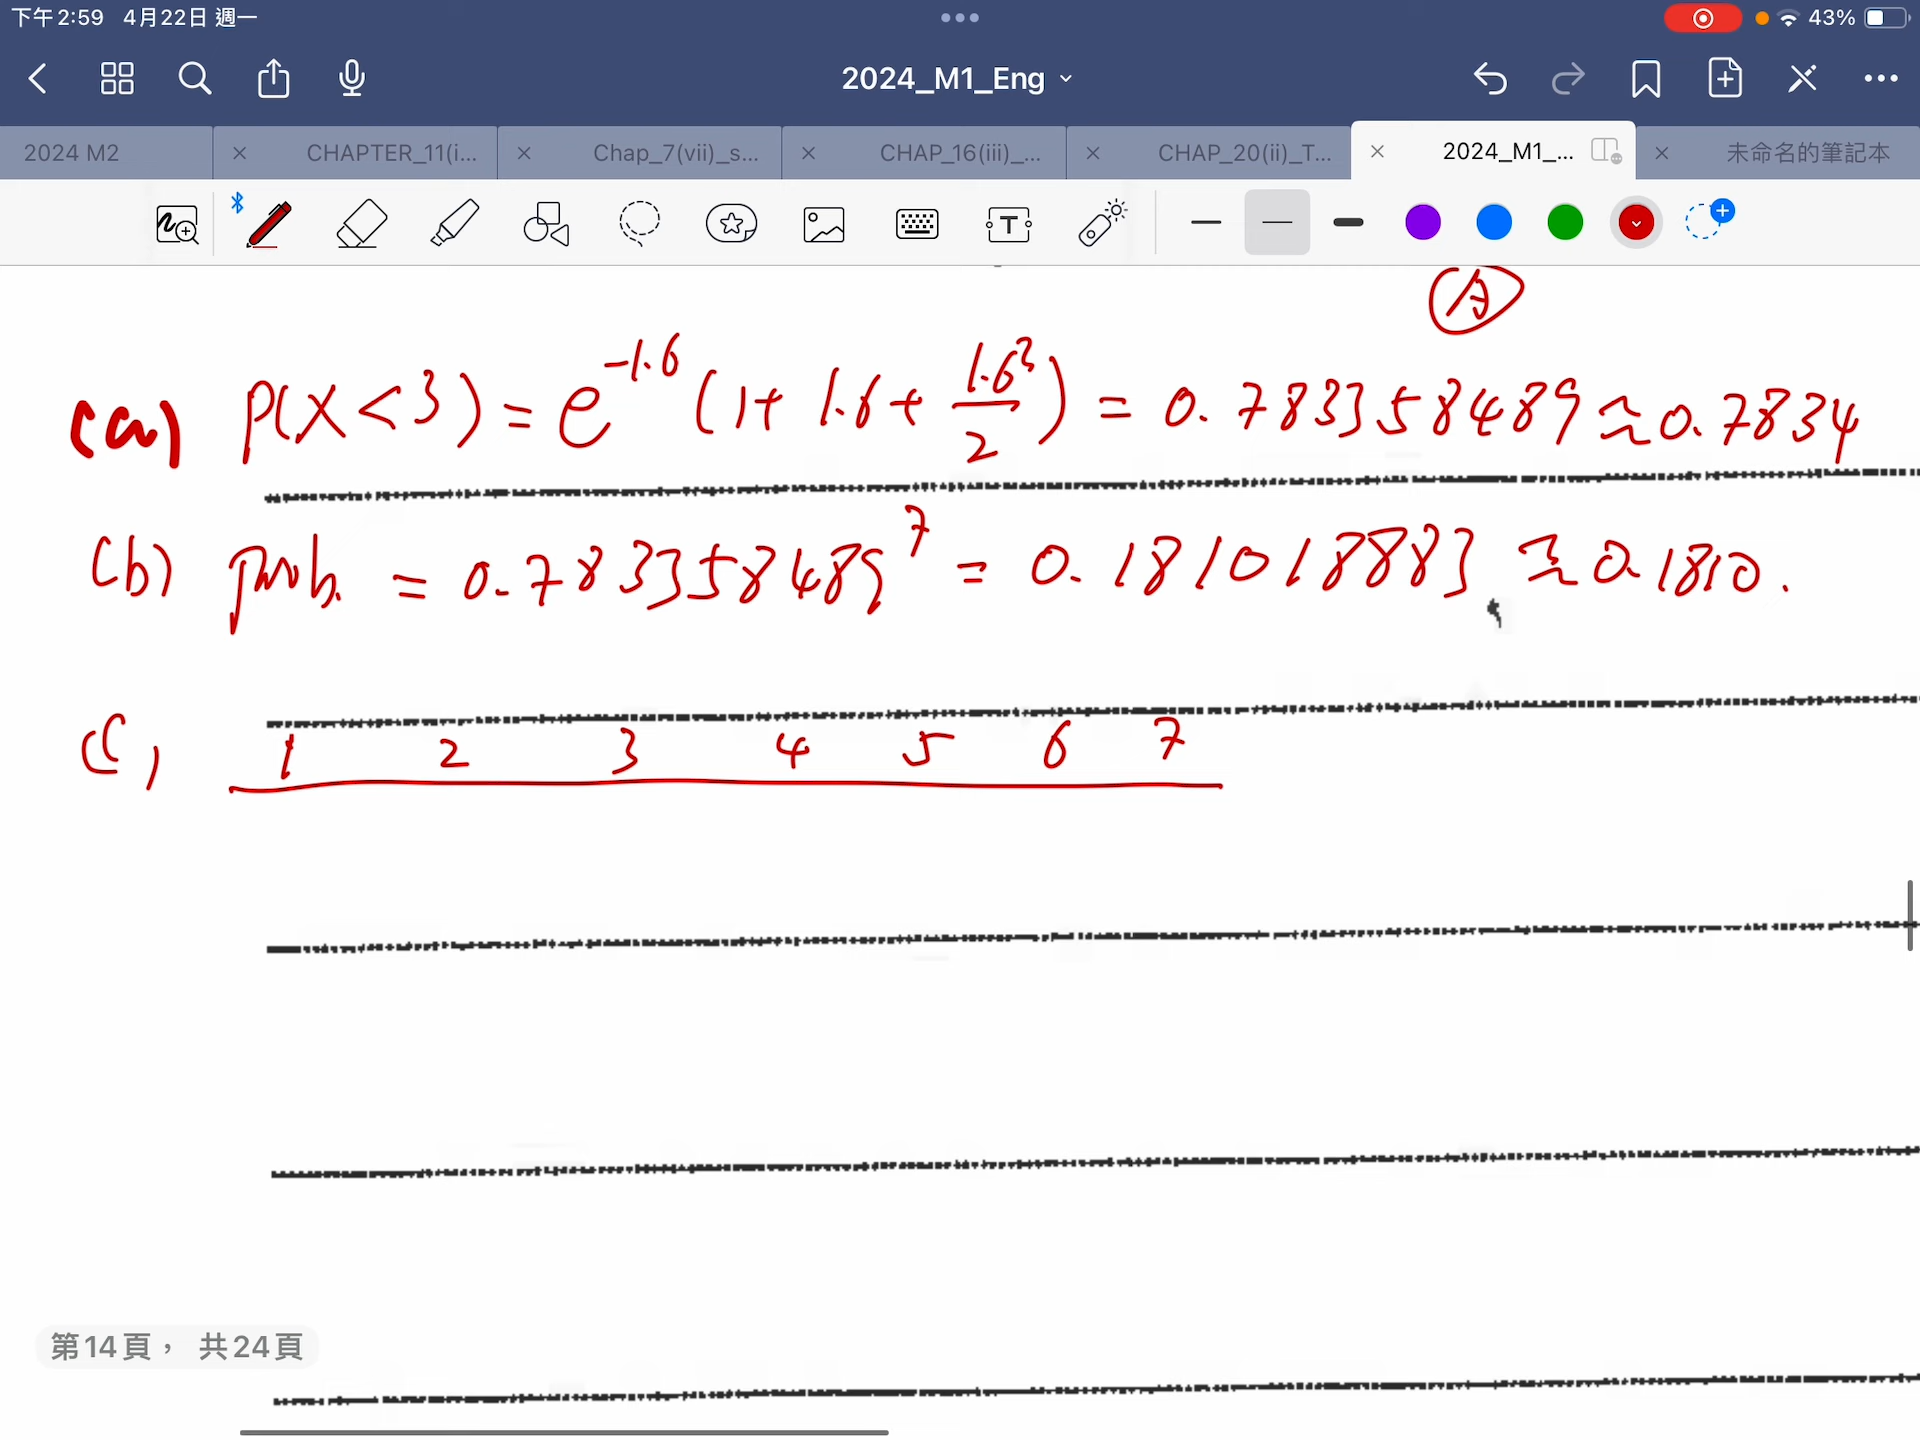 下午2:59 4月22日 週一
43%
2024_M1_Eng
2024 M2
CHAPTER_11(i...
Chap_7(vii)_s...
CHAP_16(iii)_...
CHAP_20(ii)_T...
2024_M1_...
未命名的筆記本
A
(a) P(X<3) = e^{-1.6} (1 + 1.6 + \frac{1.6^2}{2}) = 0.783358489 ≈ 0.7834
(b) prob. = 0.783358489^7 = 0.181018883 ≈ 0.1810.
(c) 1 2 3 4 5 6 7
第14頁， 共24頁